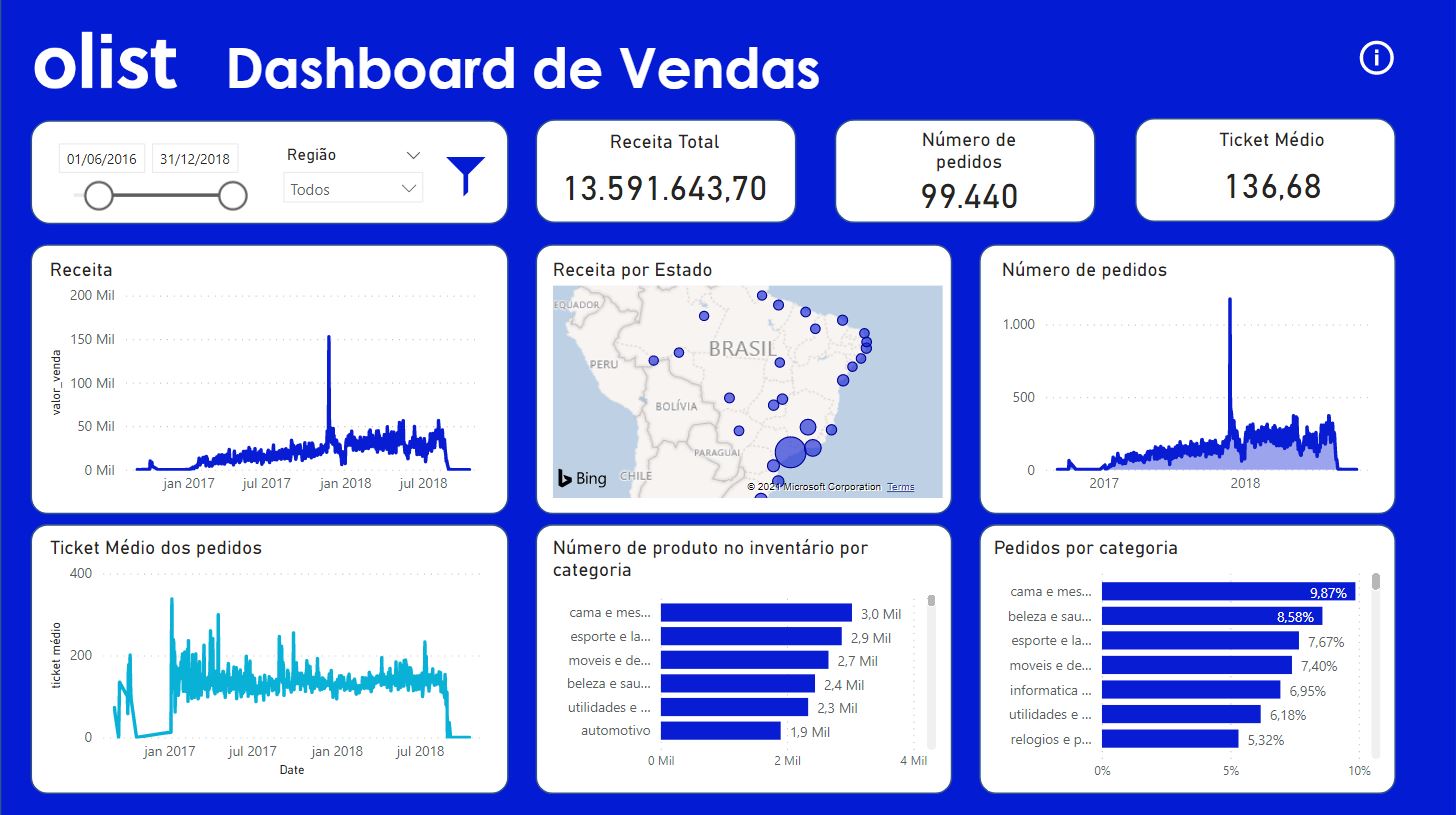 olist
Dashboard de Vendas
01/06/2016
31/12/2018
Região
Todos
Receita Total
13.591.643,70
Número de
pedidos
99.440
Ticket Médio
136,68
Receita
200 Mil
150 Mil
100 Mil
50 Mil
0 Mil
valor_venda
jan 2017
jul 2017
jan 2018
jul 2018
Receita por Estado
EQUADOR
BRASIL
PERU
BOLÍVIA
PARAGUAI
CHILE
Bing
© 2021 Microsoft Corporation
Terms
Número de pedidos
1.000
500
0
2017
2018
Ticket Médio dos pedidos
400
200
0
ticket médio
jan 2017
jul 2017
jan 2018
jul 2018
Date
Número de produto no inventário por
categoria
cama e mes... 3,0 Mil
esporte e la... 2,9 Mil
moveis e de... 2,7 Mil
beleza e sau... 2,4 Mil
utilidades e ... 2,3 Mil
automotivo 1,9 Mil
0 Mil 2 Mil 4 Mil
Pedidos por categoria
cama e mes... 9,87%
beleza e sau... 8,58%
esporte e la... 7,67%
moveis e de... 7,40%
informatica ... 6,95%
utilidades e ... 6,18%
relogios e p... 5,32%
0% 5% 10%